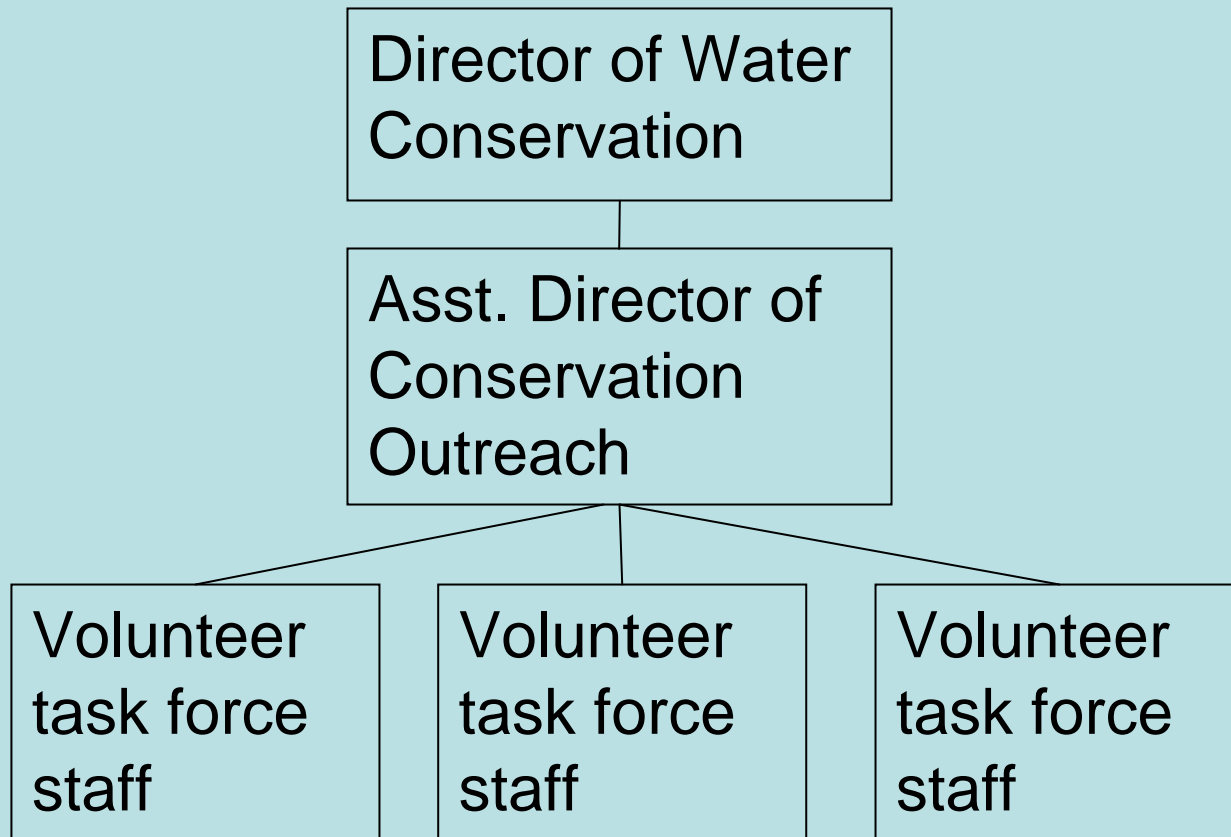 Director of Water
Conservation
Asst. Director of
Conservation
Outreach
Volunteer
task force
staff
Volunteer
task force
staff
Volunteer
task force
staff